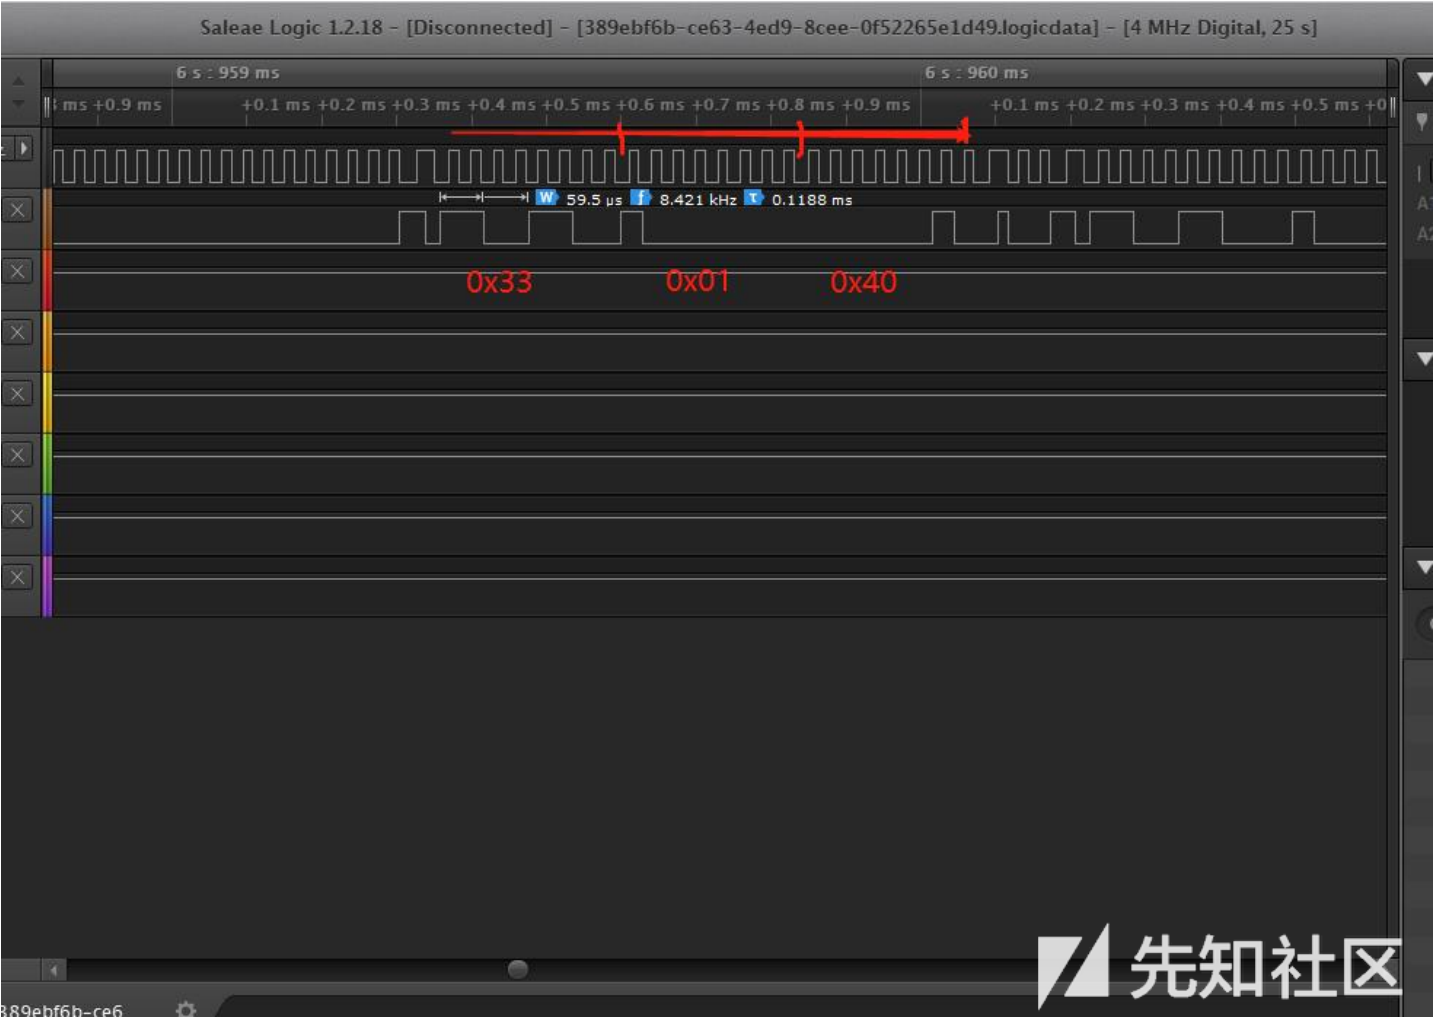 Saleae Logic 1.2.18 – [Disconnected] – [389ebf6b-ce63-4ed9-8cee-0f52265e1d49.logicdata] – [4 MHz Digital, 25 s]
6 s : 959 ms 6 s : 960 ms
ms +0.9 ms +0.1 ms +0.2 ms +0.3 ms +0.4 ms +0.5 ms +0.6 ms +0.7 ms +0.8 ms +0.9 ms +0.1 ms +0.2 ms +0.3 ms +0.4 ms +0.5 ms +0
W 59.5 µs f 8.421 kHz T 0.1188 ms
A1
A2
0x33 0x01 0x40
先知社区
389ebf6b-ce6